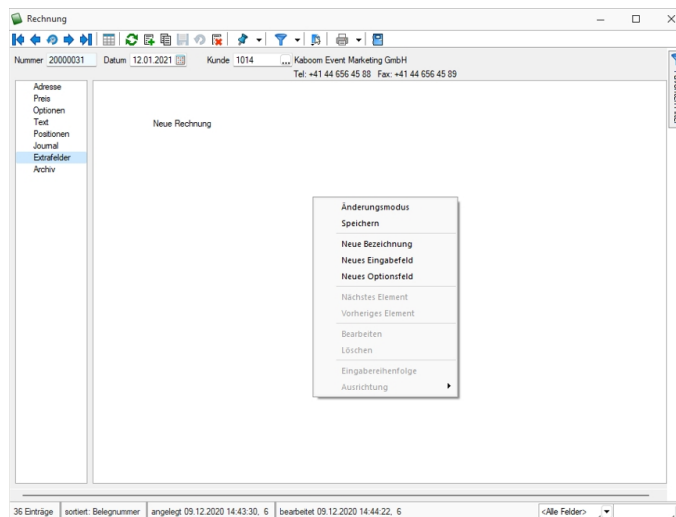 Rechnung
Nummer 20000031 Datum 12.01.2021 Kunde 1014 ... Kaboom Event Marketing GmbH
Tel: +41 44 656 45 88 Fax: +41 44 656 45 89
Adresse
Preis
Optionen
Text
Positionen
Journal
Extrafelder
Archiv
Neue Rechnung
Änderungsmodus
Speichern
Neue Bezeichnung
Neues Eingabefeld
Neues Optionsfeld
Nächstes Element
Vorheriges Element
Bearbeiten
Löschen
Eingabereihenfolge
Ausrichtung
36 Einträge sortiert: Belegnummer angelegt 09.12.2020 14:43:30, 6 bearbeitet 09.12.2020 14:44:22, 6 <Alle Felder>